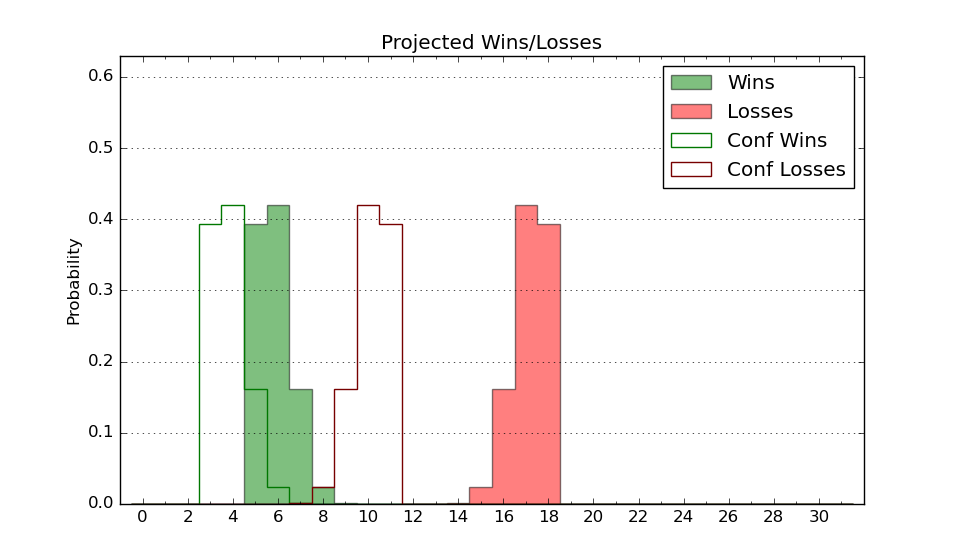 Projected Wins/Losses
Wins
Losses
Conf Wins
Conf Losses
Probability
0.6
0.5
0.4
0.3
0.2
0.1
0.0
0 2 4 6 8 10 12 14 16 18 20 22 24 26 28 30